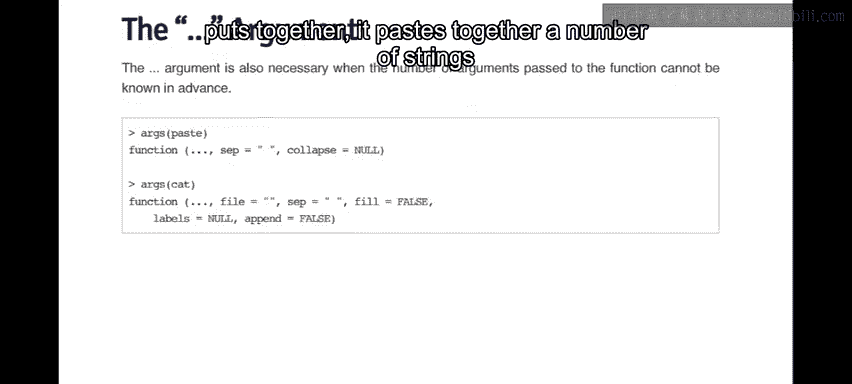 The "..." Argument
puts together, it pastes together a number
of strings
The ... argument is also necessary when the number of arguments passed to the function cannot be
known in advance.
> args(paste)
function (..., sep = " ", collapse = NULL)
> args(cat)
function (..., file = "", sep = " ", fill = FALSE,
labels = NULL, append = FALSE)
bili.com